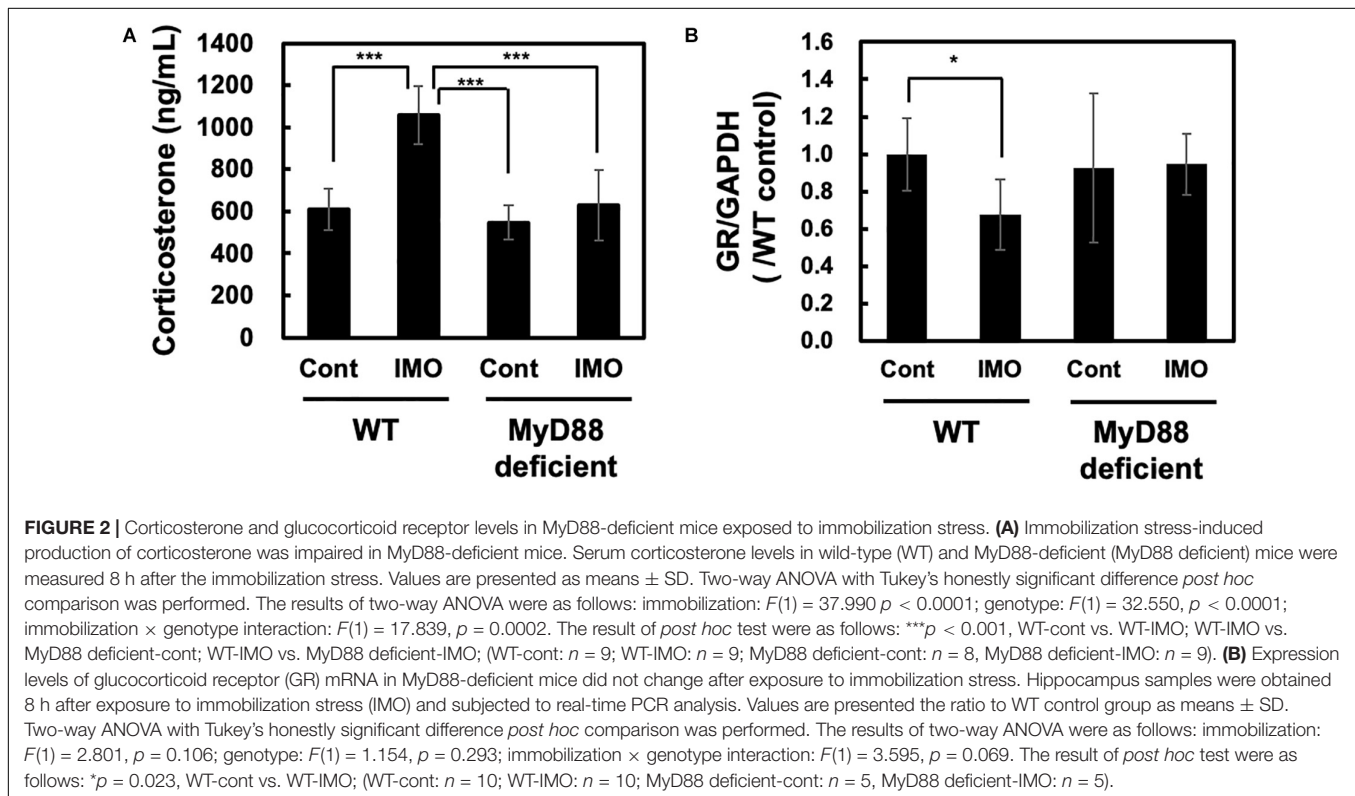 A
1400
1200
1000
800
600
400
200
0
Corticosterone (ng/mL)
***
***
***
Cont IMO Cont IMO
WT MyD88
deficient
B
1.6
1.4
1.2
1.0
0.8
0.6
0.4
0.2
0.0
GR/GAPDH
( /WT control)
*
Cont IMO Cont IMO
WT MyD88
deficient
FIGURE 2 | Corticosterone and glucocorticoid receptor levels in MyD88-deficient mice exposed to immobilization stress. (A) Immobilization stress-induced
production of corticosterone was impaired in MyD88-deficient mice. Serum corticosterone levels in wild-type (WT) and MyD88-deficient (MyD88 deficient) mice were
measured 8 h after the immobilization stress. Values are presented as means ± SD. Two-way ANOVA with Tukey’s honestly significant difference post hoc
comparison was performed. The results of two-way ANOVA were as follows: immobilization: F(1) = 37.990 p < 0.0001; genotype: F(1) = 32.550, p < 0.0001;
immobilization × genotype interaction: F(1) = 17.839, p = 0.0002. The result of post hoc test were as follows: ***p < 0.001, WT-cont vs. WT-IMO; WT-IMO vs.
MyD88 deficient-cont; WT-IMO vs. MyD88 deficient-IMO; (WT-cont: n = 9; WT-IMO: n = 9; MyD88 deficient-cont: n = 8, MyD88 deficient-IMO: n = 9). (B) Expression
levels of glucocorticoid receptor (GR) mRNA in MyD88-deficient mice did not change after exposure to immobilization stress. Hippocampus samples were obtained
8 h after exposure to immobilization stress (IMO) and subjected to real-time PCR analysis. Values are presented the ratio to WT control group as means ± SD.
Two-way ANOVA with Tukey’s honestly significant difference post hoc comparison was performed. The results of two-way ANOVA were as follows: immobilization:
F(1) = 2.801, p = 0.106; genotype: F(1) = 1.154, p = 0.293; immobilization × genotype interaction: F(1) = 3.595, p = 0.069. The result of post hoc test were as
follows: *p = 0.023, WT-cont vs. WT-IMO; (WT-cont: n = 10; WT-IMO: n = 10; MyD88 deficient-cont: n = 5, MyD88 deficient-IMO: n = 5).